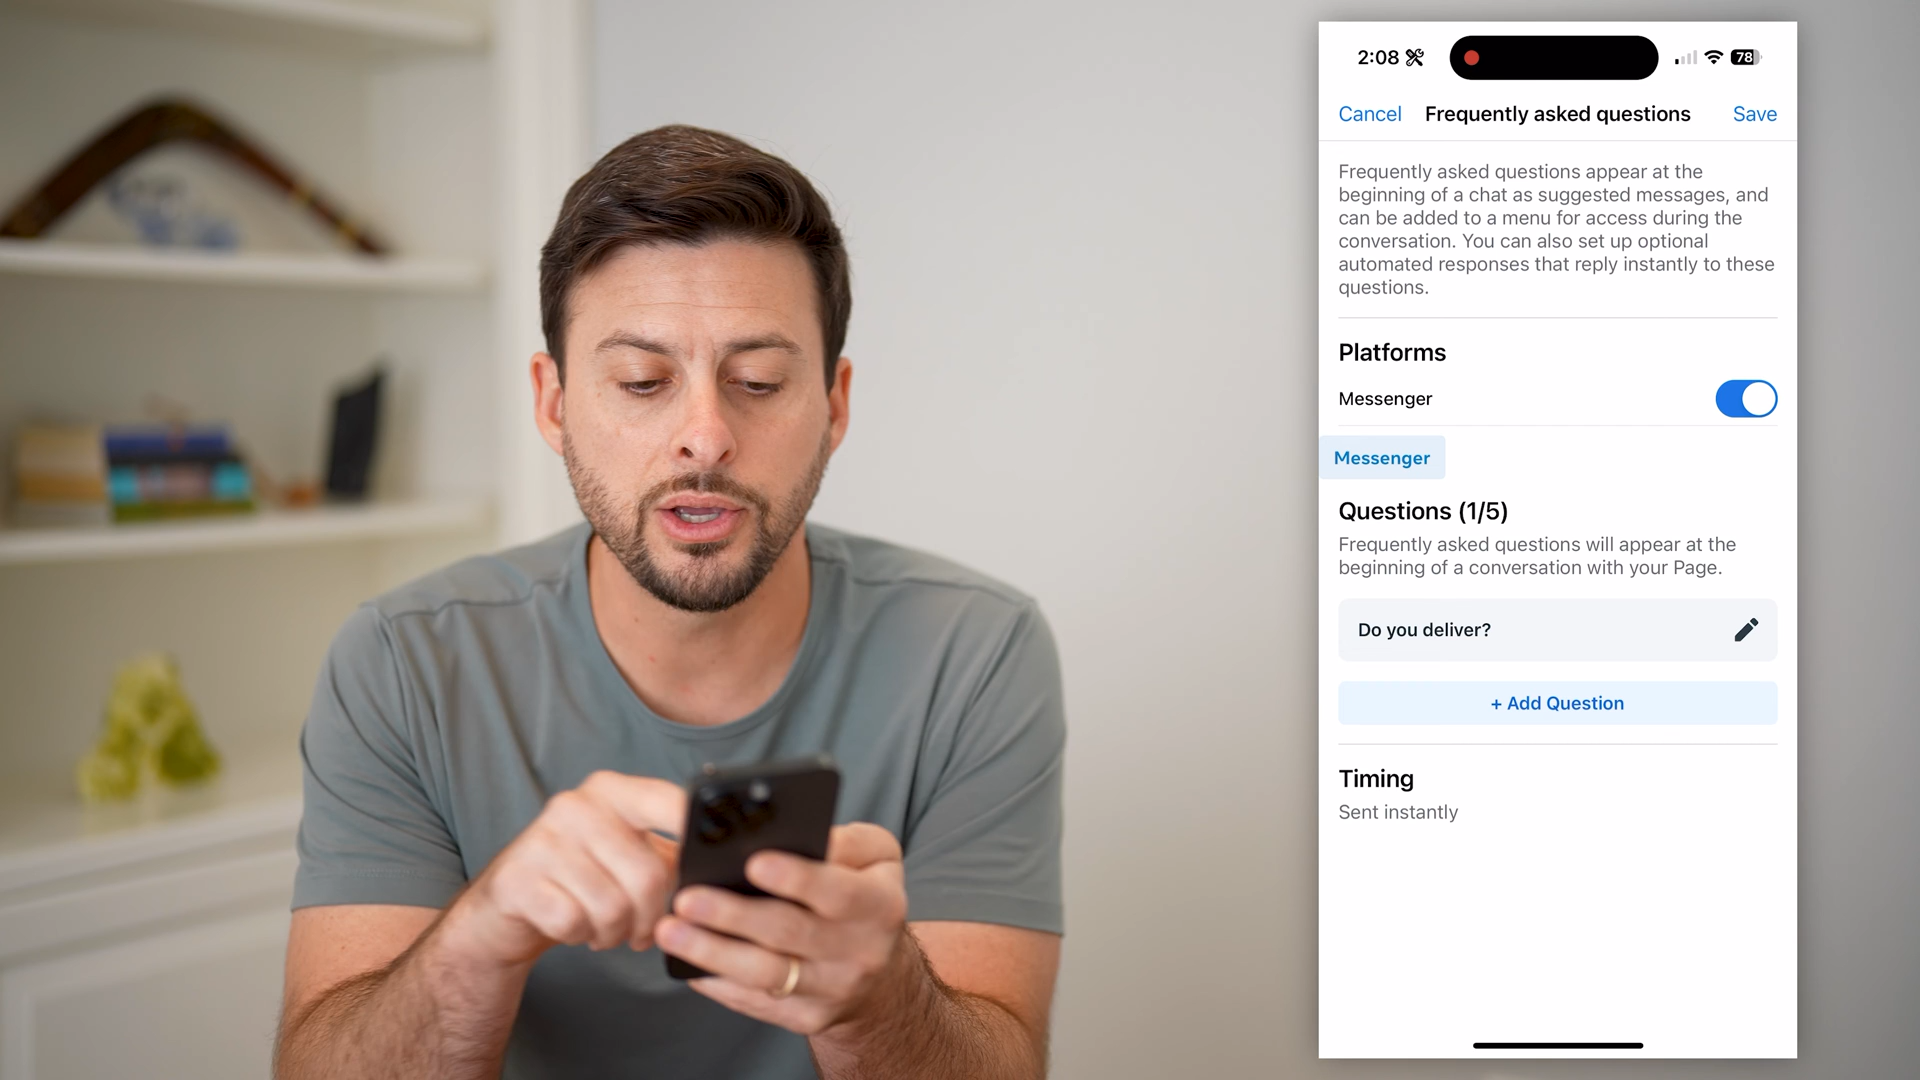 2:08
78
Cancel
Frequently asked questions
Save
Frequently asked questions appear at the
beginning of a chat as suggested messages, and
can be added to a menu for access during the
conversation. You can also set up optional
automated responses that reply instantly to these
questions.
Platforms
Messenger
Messenger
Questions (1/5)
Frequently asked questions will appear at the
beginning of a conversation with your Page.
Do you deliver?
+ Add Question
Timing
Sent instantly